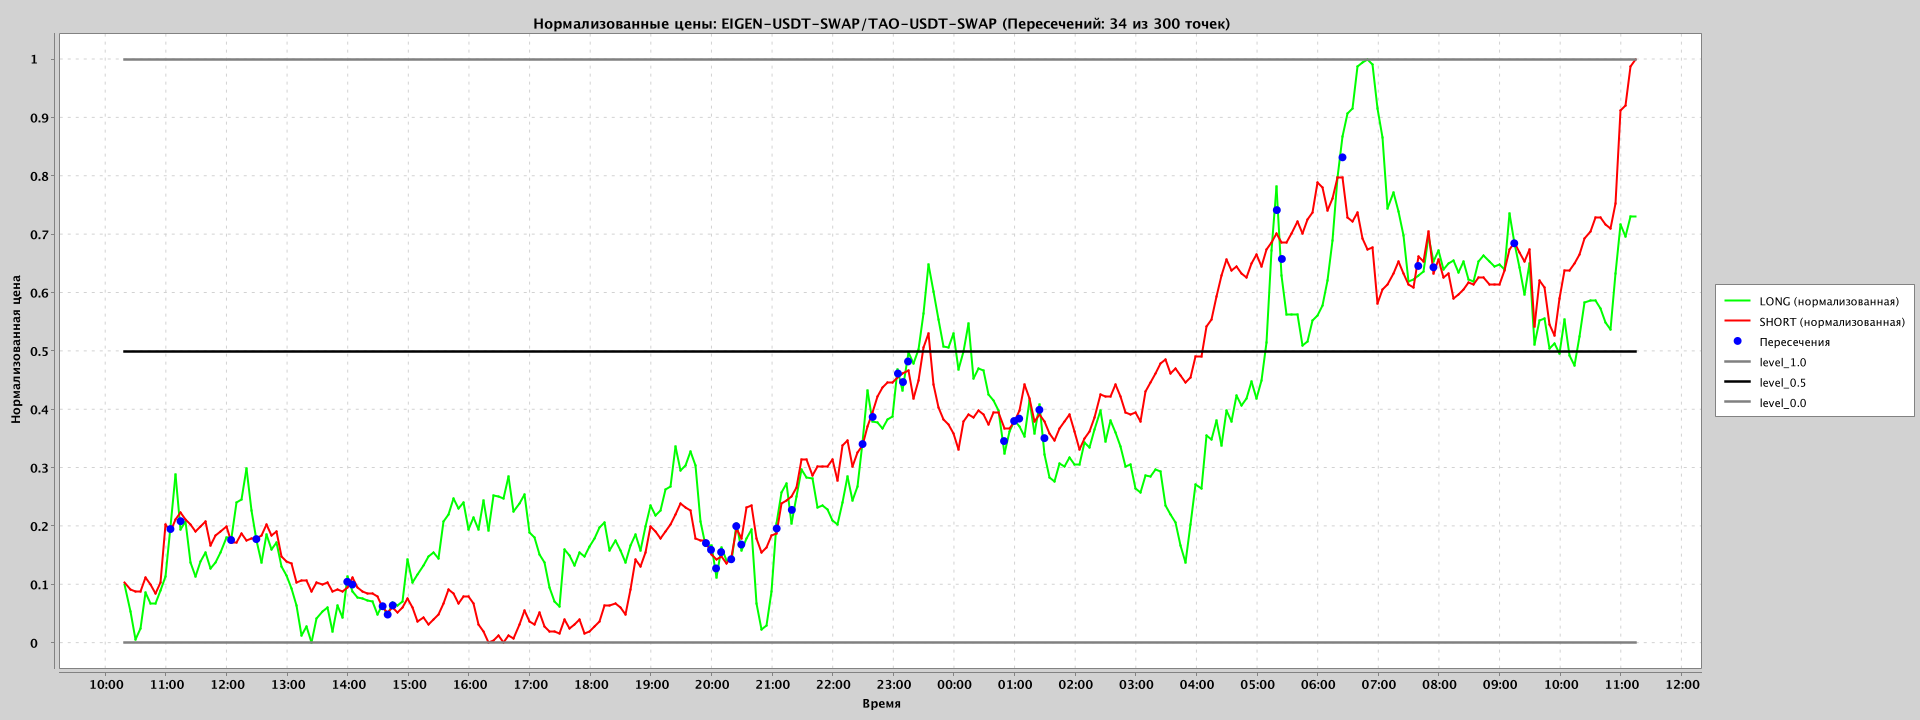 Нормализованные цены: EIGEN-USDT-SWAP/TAO-USDT-SWAP (Пересечений: 34 из 300 точек)
Нормализованная цена
1
0.9
0.8
0.7
0.6
0.5
0.4
0.3
0.2
0.1
0
10:00 11:00 12:00 13:00 14:00 15:00 16:00 17:00 18:00 19:00 20:00 21:00 22:00 23:00 00:00 01:00 02:00 03:00 04:00 05:00 06:00 07:00 08:00 09:00 10:00 11:00 12:00
Время
LONG (нормализованная)
SHORT (нормализованная)
Пересечения
level_1.0
level_0.5
level_0.0